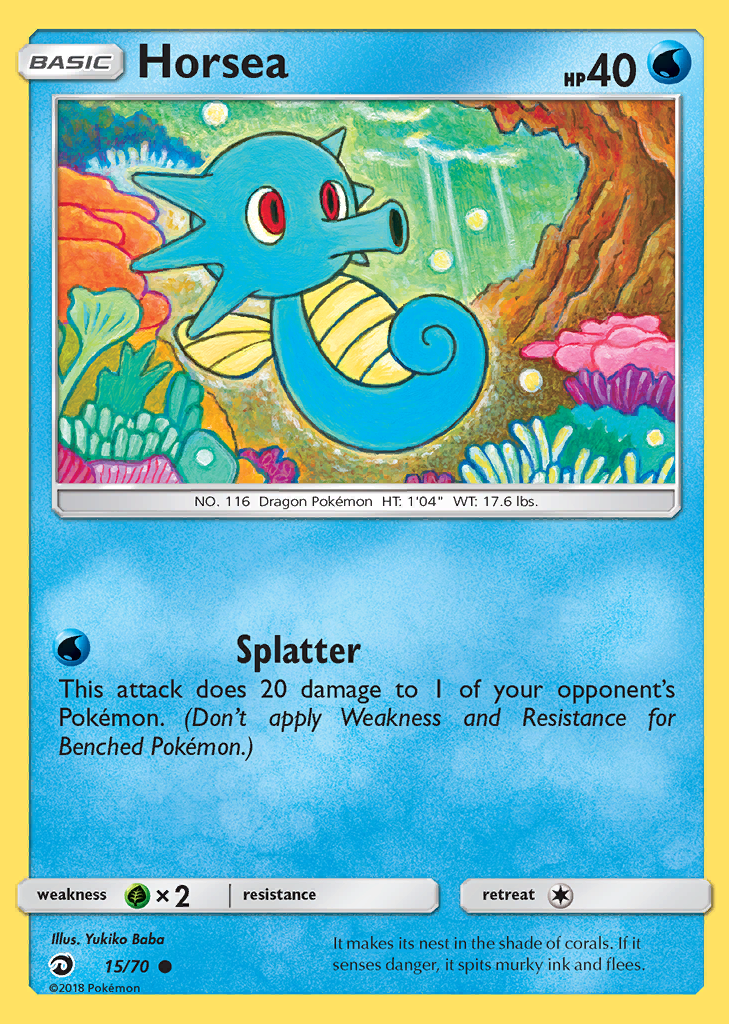 BASIC Horsea HP40
NO. 116 Dragon Pokémon HT: 1'04" WT: 17.6 lbs.
Splatter
This attack does 20 damage to 1 of your opponent's
Pokémon. (Don't apply Weakness and Resistance for
Benched Pokémon.)
weakness ×2 resistance retreat
Illus. Yukiko Baba
15/70
©2018 Pokémon
It makes its nest in the shade of corals. If it
senses danger, it spits murky ink and flees.